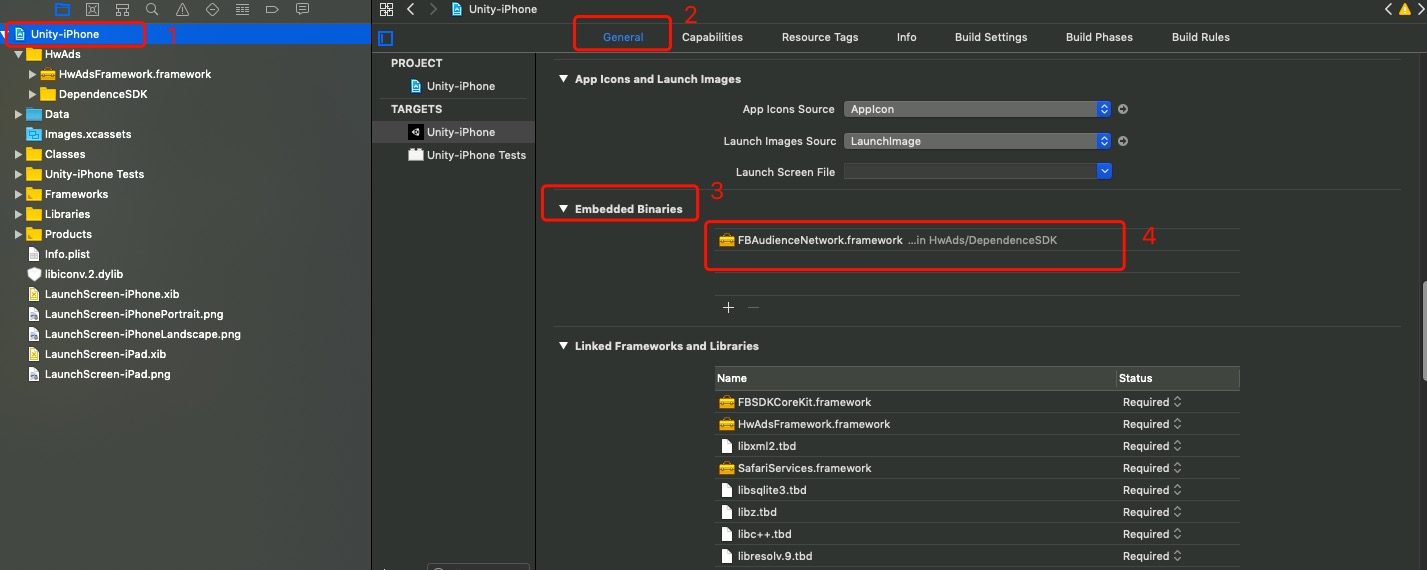 Unity-iPhone
1
HwAds
HwAdsFramework.framework
DependenceSDK
Data
Images.xcassets
Classes
Unity-iPhone Tests
Frameworks
Libraries
Products
Info.plist
libiconv.2.dylib
LaunchScreen-iPhone.xib
LaunchScreen-iPhonePortrait.png
LaunchScreen-iPhoneLandscape.png
LaunchScreen-iPad.xib
LaunchScreen-iPad.png
Unity-iPhone
2
General Capabilities Resource Tags Info Build Settings Build Phases Build Rules
PROJECT
Unity-iPhone
TARGETS
Unity-iPhone
Unity-iPhone Tests
App Icons and Launch Images
App Icons Source AppIcon
Launch Images Sourc LaunchImage
Launch Screen File
3
Embedded Binaries
FBAudienceNetwork.framework ...in HwAds/DependenceSDK
4
Linked Frameworks and Libraries
Name Status
FBSDKCoreKit.framework Required
HwAdsFramework.framework Required
libxml2.tbd Required
SafariServices.framework Required
libsqlite3.tbd Required
libz.tbd Required
libc++.tbd Required
libresolv.9.tbd Required